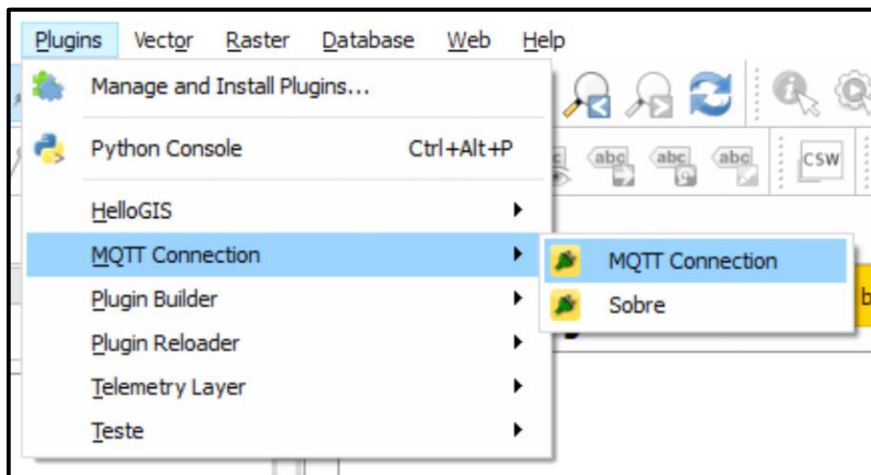 Plugins Vector Raster Database Web Help
Manage and Install Plugins...
Python Console Ctrl+Alt+P
abc abc abc CSW
HelloGIS
MQTT Connection
MQTT Connection
Plugin Builder
Sobre
Plugin Reloader
Telemetry Layer
Teste